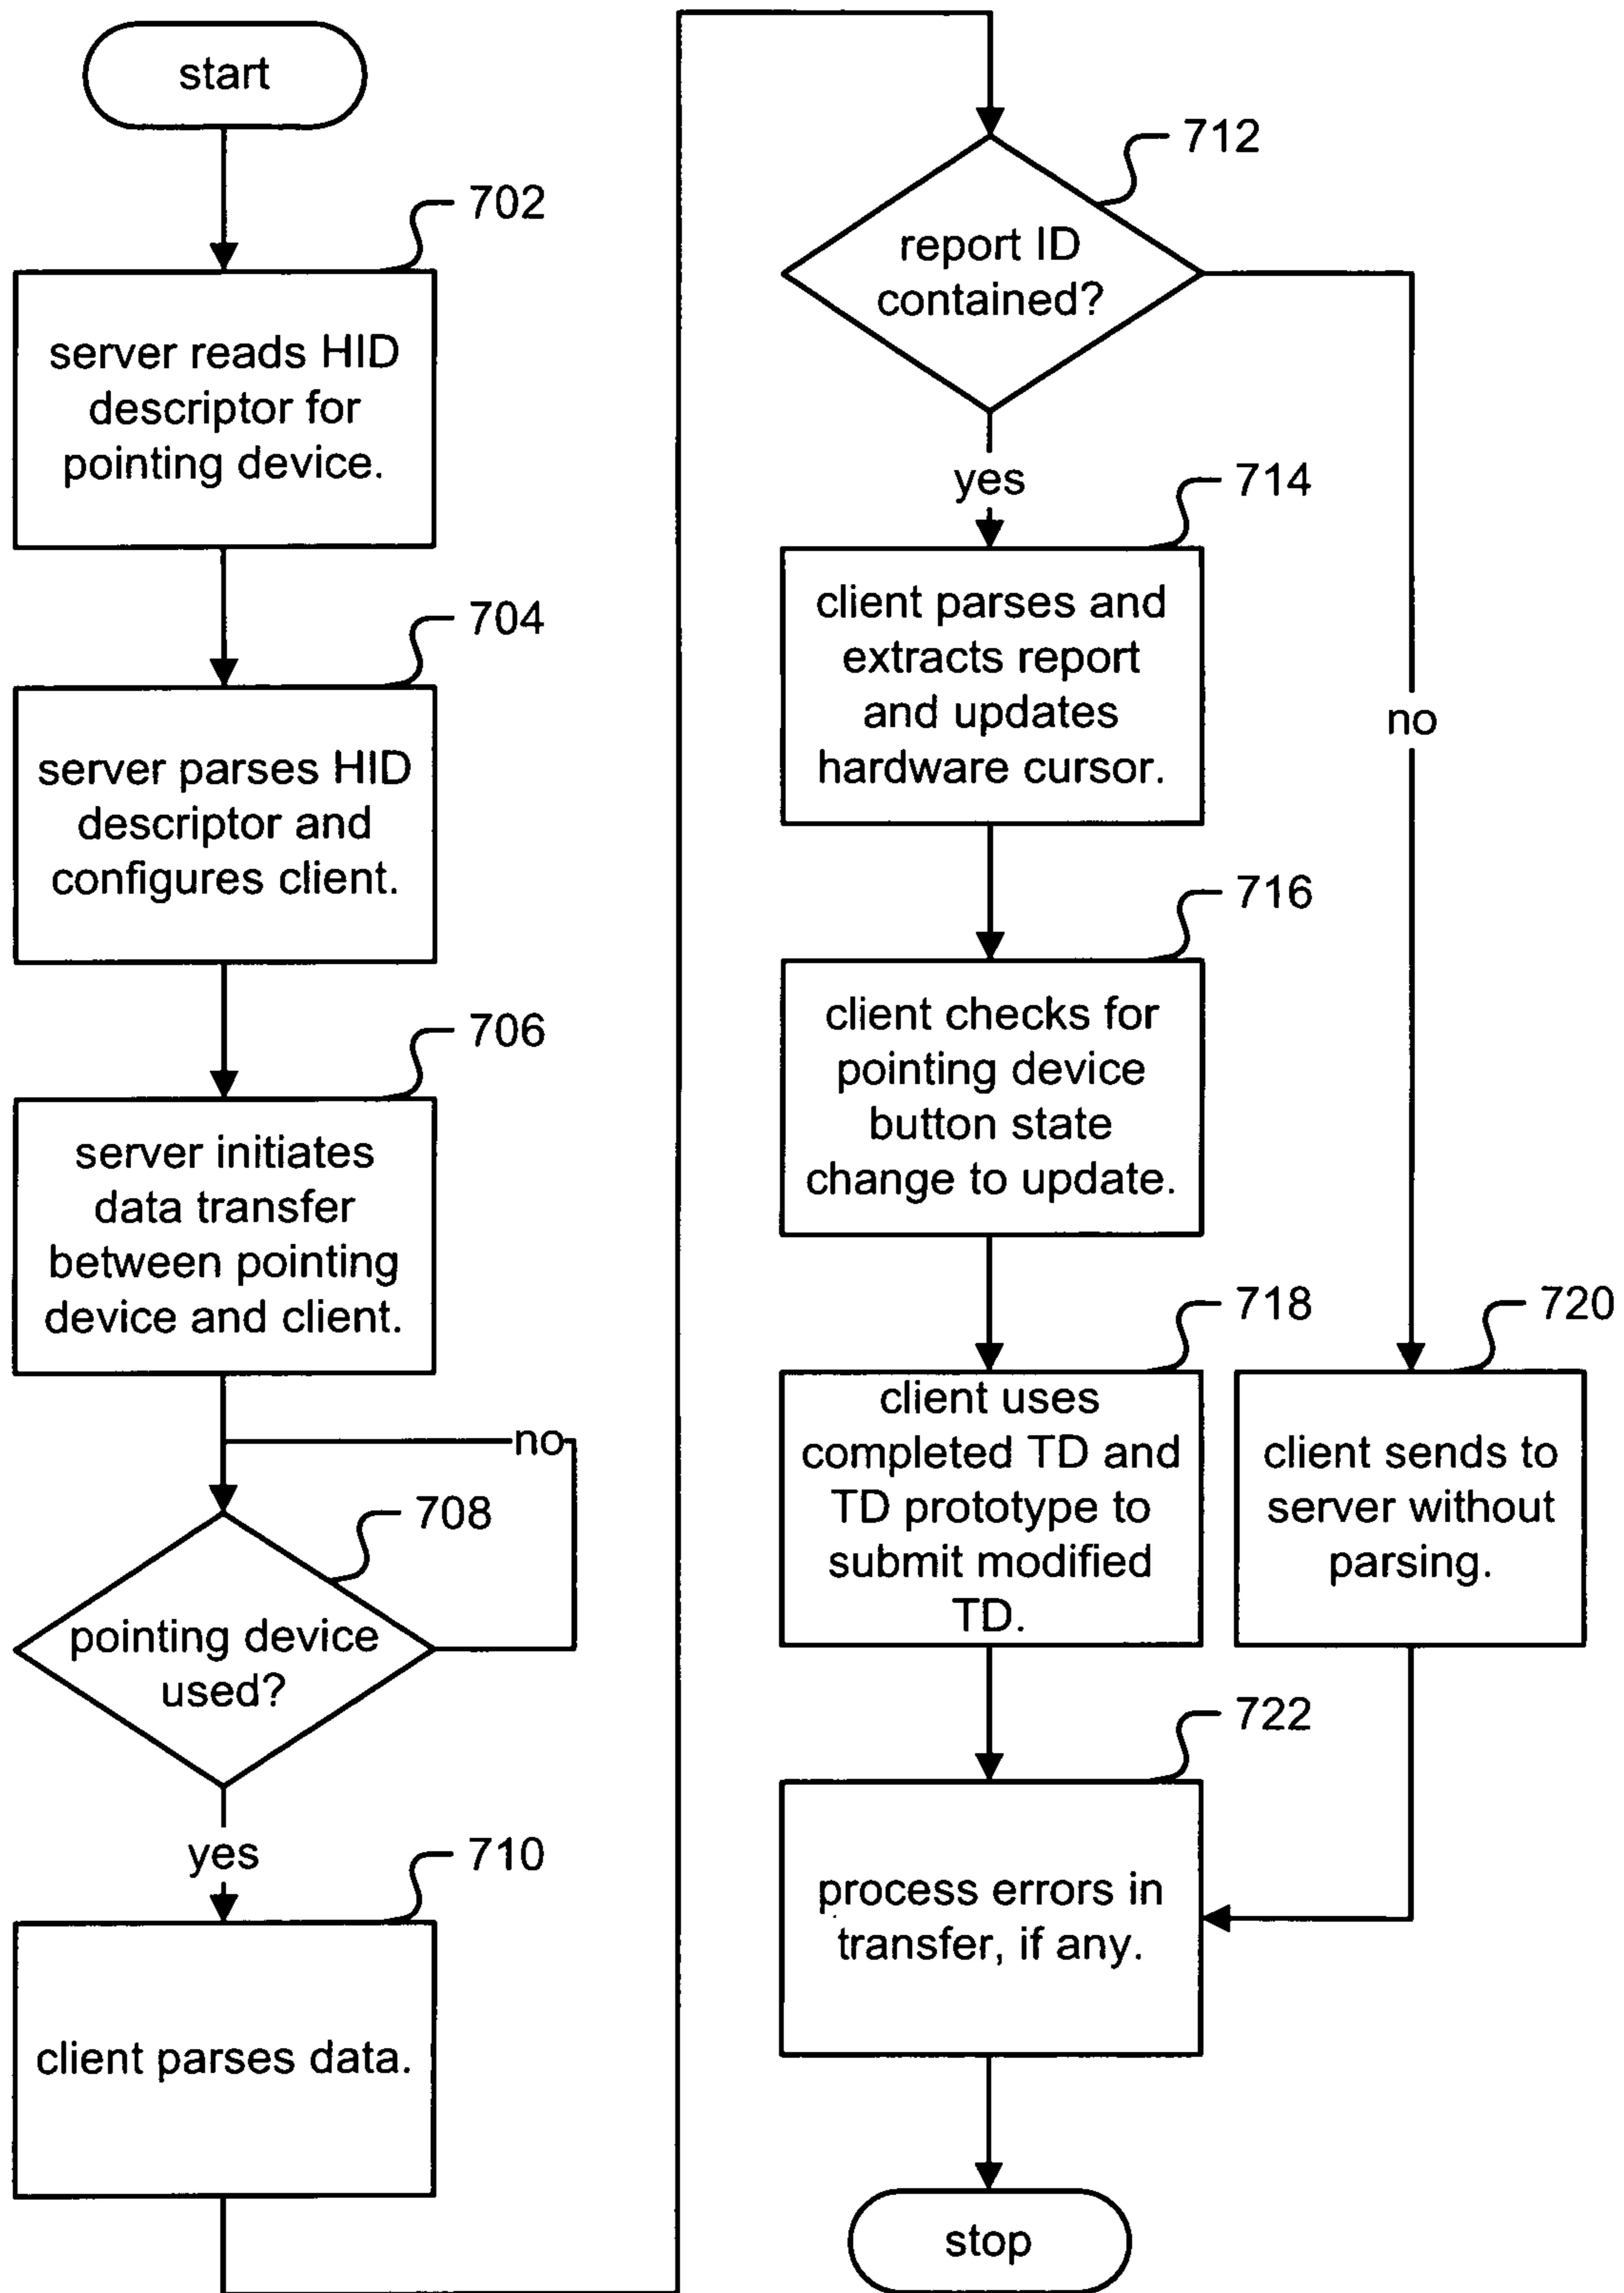 start
702
server reads HID
descriptor for
pointing device.
704
server parses HID
descriptor and
configures client.
706
server initiates
data transfer
between pointing
device and client.
no
708
pointing device
used?
yes
710
client parses data.
712
report ID
contained?
yes
no
714
client parses and
extracts report
and updates
hardware cursor.
716
client checks for
pointing device
button state
change to update.
718
client uses
completed TD and
TD prototype to
submit modified
TD.
720
client sends to
server without
parsing.
722
process errors in
transfer, if any.
stop